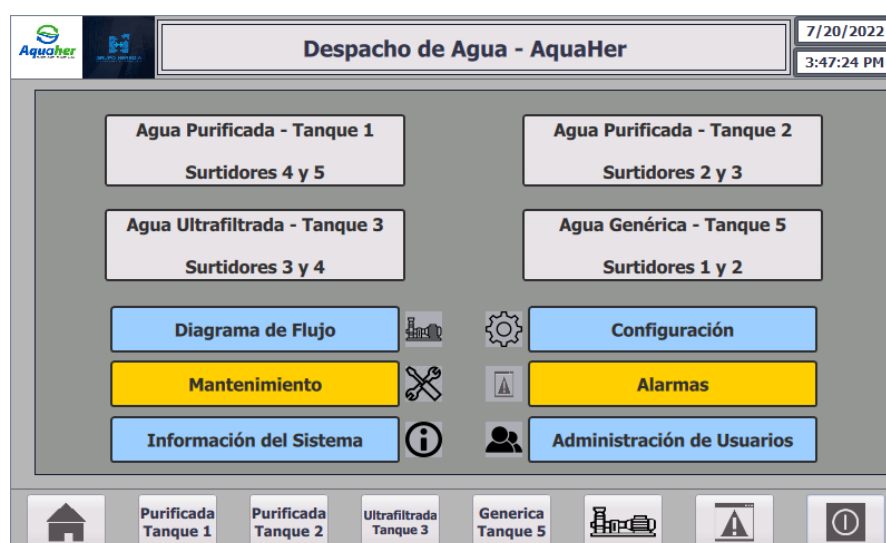 Aquaher
Despacho de Agua - AquaHer
7/20/2022
3:47:24 PM
Agua Purificada - Tanque 1
Surtidores 4 y 5
Agua Purificada - Tanque 2
Surtidores 2 y 3
Agua Ultrafiltrada - Tanque 3
Surtidores 3 y 4
Agua Genérica - Tanque 5
Surtidores 1 y 2
Diagrama de Flujo
Configuración
Mantenimiento
Alarmas
Información del Sistema
Administración de Usuarios
Purificada
Tanque 1
Purificada
Tanque 2
Ultrafiltrada
Tanque 3
Generica
Tanque 5